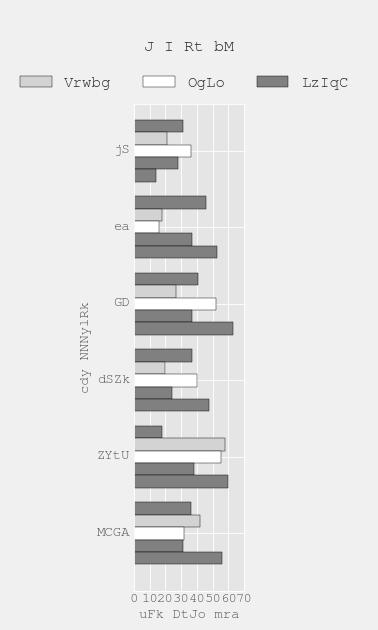 J I Rt bM
Vrwbg OgLo LzIqC
jS
ea
GD
dSZk
ZYtU
MCGA
cdy NNNylRk
0 10 20 30 40 50 60 70
uFk DtJo mra